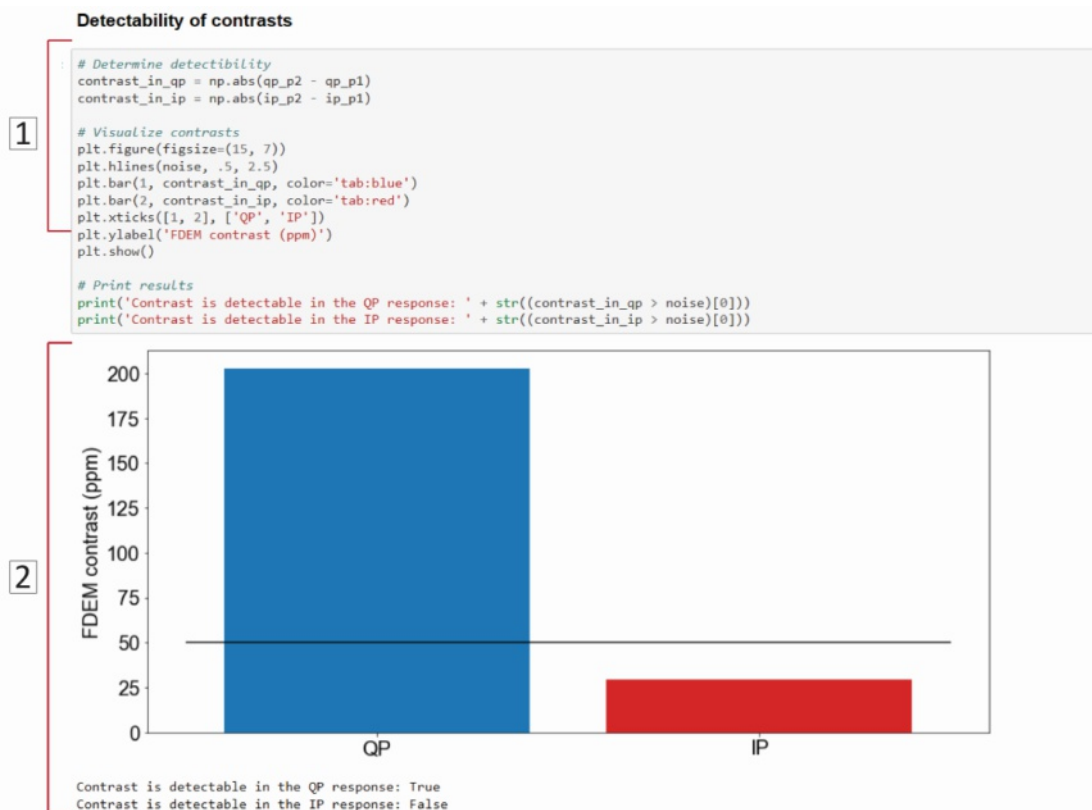 Detectability of contrasts
1
# Determine detectibility
contrast_in_qp = np.abs(qp_p2 - qp_p1)
contrast_in_ip = np.abs(ip_p2 - ip_p1)
# Visualize contrasts
plt.figure(figsize=(15, 7))
plt.hlines(noise, .5, 2.5)
plt.bar(1, contrast_in_qp, color='tab:blue')
plt.bar(2, contrast_in_ip, color='tab:red')
plt.xticks([1, 2], ['QP', 'IP'])
plt.ylabel('FDEM contrast (ppm)')
plt.show()
# Print results
print('Contrast is detectable in the QP response: ' + str((contrast_in_qp > noise)[0]))
print('Contrast is detectable in the IP response: ' + str((contrast_in_ip > noise)[0]))
2
FDEM contrast (ppm)
200
175
150
125
100
75
50
25
0
QP IP
Contrast is detectable in the QP response: True
Contrast is detectable in the IP response: False